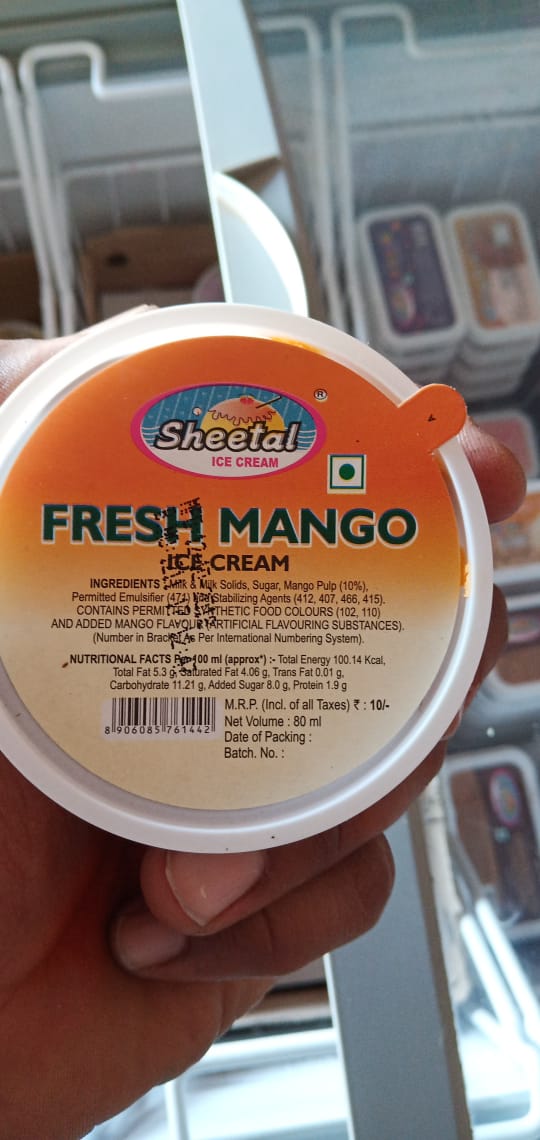 Sheetal ®
ICE CREAM
FRESH MANGO
ICE CREAM
INGREDIENTS : Milk & Milk Solids, Sugar, Mango Pulp (10%),
Permitted Emulsifier (471) and Stabilizing Agents (412, 407, 466, 415).
CONTAINS PERMITTED SYNTHETIC FOOD COLOURS (102, 110)
AND ADDED MANGO FLAVOUR (ARTIFICIAL FLAVOURING SUBSTANCES).
(Number in Bracket As Per International Numbering System).
NUTRITIONAL FACTS Per 100 ml (approx*) :- Total Energy 100.14 Kcal,
Total Fat 5.3 g, Saturated Fat 4.06 g, Trans Fat 0.01 g,
Carbohydrate 11.21 g, Added Sugar 8.0 g, Protein 1.9 g
8 906085 761442
M.R.P. (Incl. of all Taxes) ₹ : 10/-
Net Volume : 80 ml
Date of Packing :
Batch. No. :